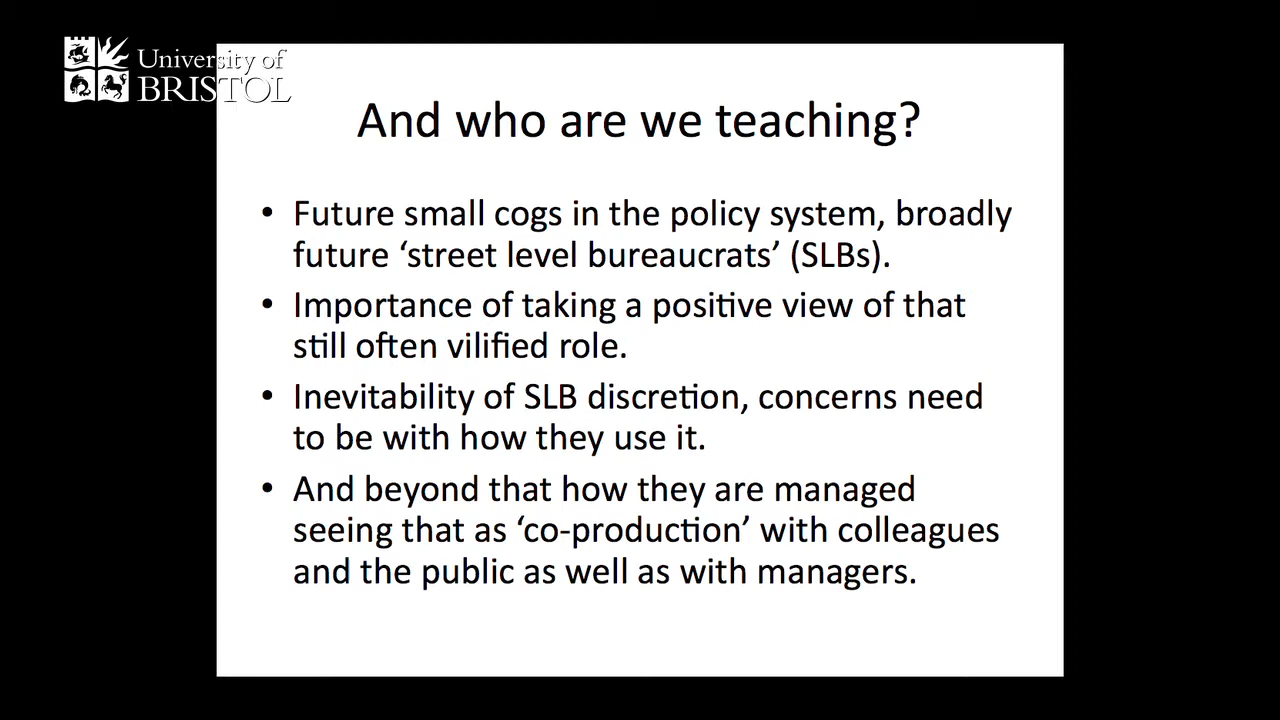 University of
BRISTOL
And who are we teaching?
• Future small cogs in the policy system, broadly
future ‘street level bureaucrats’ (SLBs).
• Importance of taking a positive view of that
still often vilified role.
• Inevitability of SLB discretion, concerns need
to be with how they use it.
• And beyond that how they are managed
seeing that as ‘co-production’ with colleagues
and the public as well as with managers.